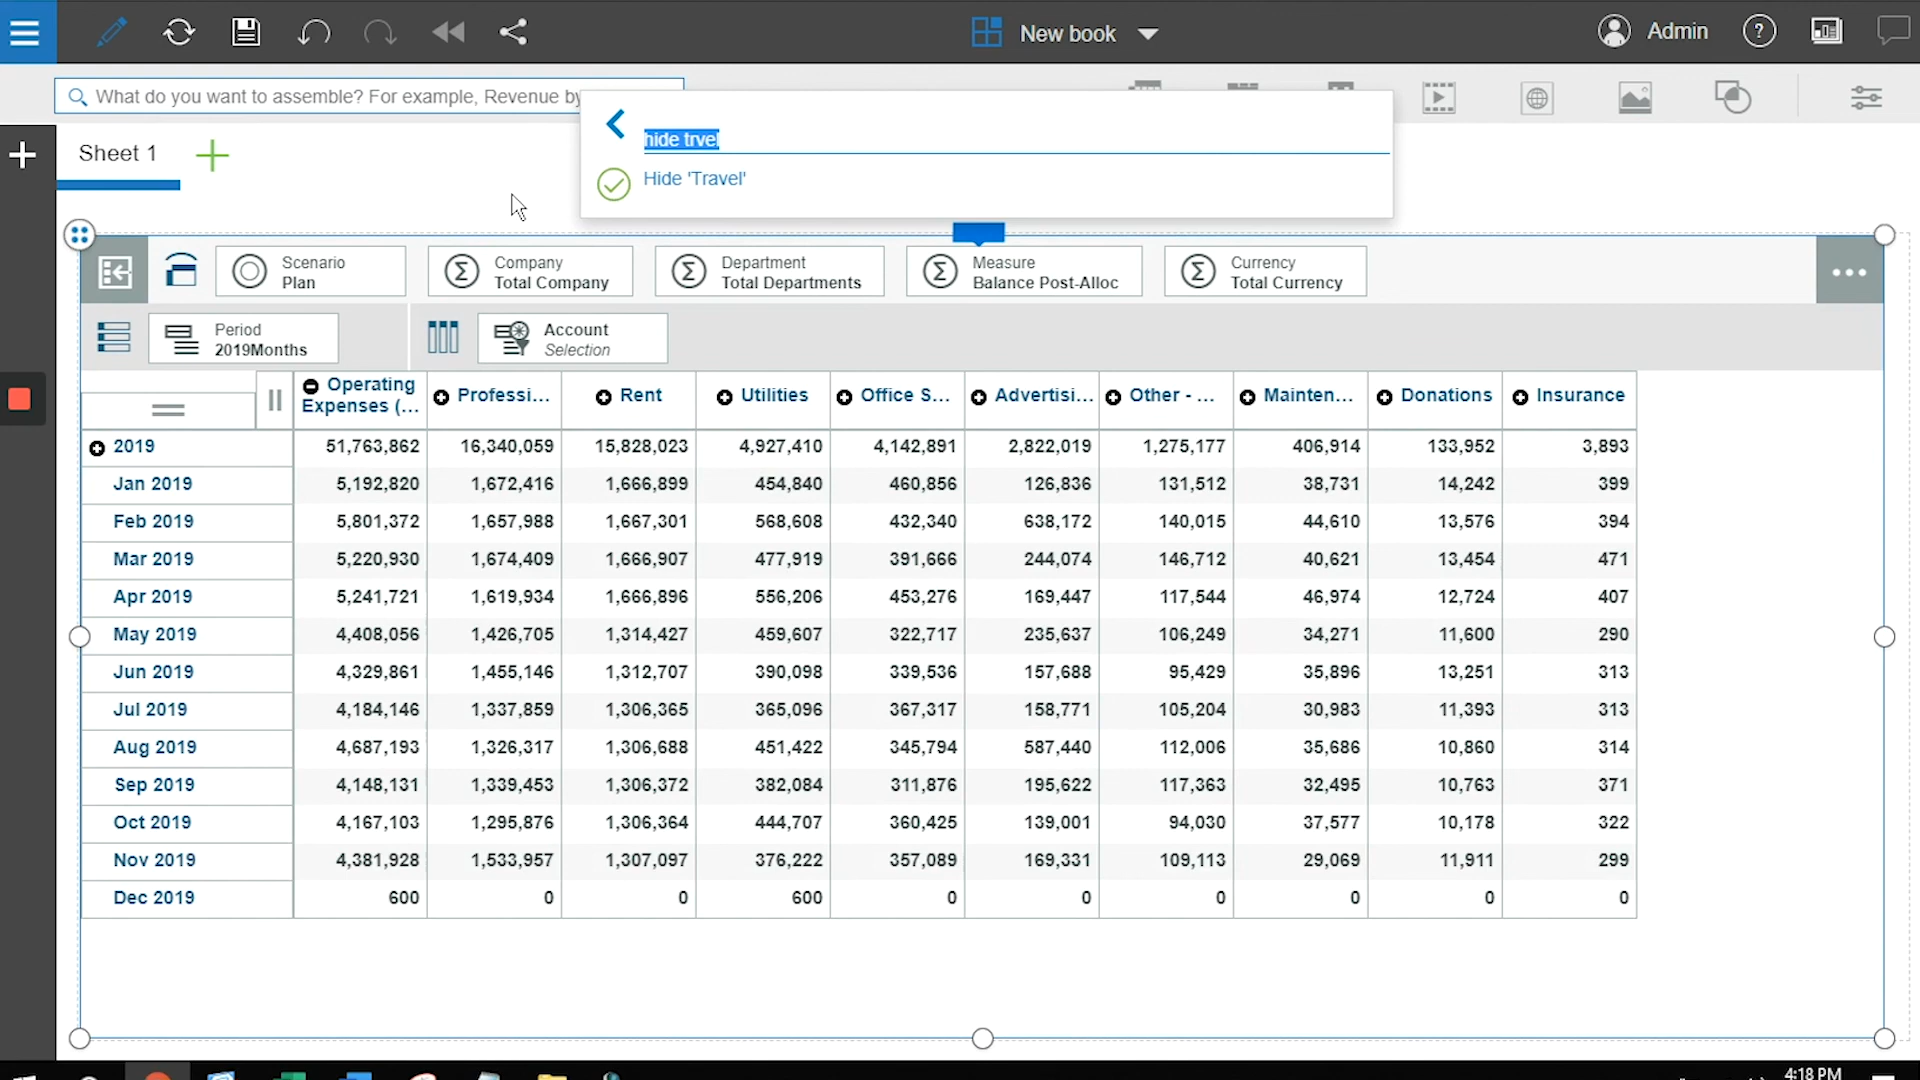 New book
Admin
?
What do you want to assemble? For example, Revenue by
hide trvel
Hide 'Travel'
Sheet 1
Scenario
Plan
Company
Total Company
Department
Total Departments
Measure
Balance Post-Alloc
Currency
Total Currency
Period
2019Months
Account
Selection
Operating Expenses (... Professi... Rent Utilities Office S... Advertisi... Other - ... Mainten... Donations Insurance
2019 51,763,862 16,340,059 15,828,023 4,927,410 4,142,891 2,822,019 1,275,177 406,914 133,952 3,893
Jan 2019 5,192,820 1,672,416 1,666,899 454,840 460,856 126,836 131,512 38,731 14,242 399
Feb 2019 5,801,372 1,657,988 1,667,301 568,608 432,340 638,172 140,015 44,610 13,576 394
Mar 2019 5,220,930 1,674,409 1,666,907 477,919 391,666 244,074 146,712 40,621 13,454 471
Apr 2019 5,241,721 1,619,934 1,666,896 556,206 453,276 169,447 117,544 46,974 12,724 407
May 2019 4,408,056 1,426,705 1,314,427 459,607 322,717 235,637 106,249 34,271 11,600 290
Jun 2019 4,329,861 1,455,146 1,312,707 390,098 339,536 157,688 95,429 35,896 13,251 313
Jul 2019 4,184,146 1,337,859 1,306,365 365,096 367,317 158,771 105,204 30,983 11,393 313
Aug 2019 4,687,193 1,326,317 1,306,688 451,422 345,794 587,440 112,006 35,686 10,860 314
Sep 2019 4,148,131 1,339,453 1,306,372 382,084 311,876 195,622 117,363 32,495 10,763 371
Oct 2019 4,167,103 1,295,876 1,306,364 444,707 360,425 139,001 94,030 37,577 10,178 322
Nov 2019 4,381,928 1,533,957 1,307,097 376,222 357,089 169,331 109,113 29,069 11,911 299
Dec 2019 600 0 0 600 0 0 0 0 0 0
4:18 PM